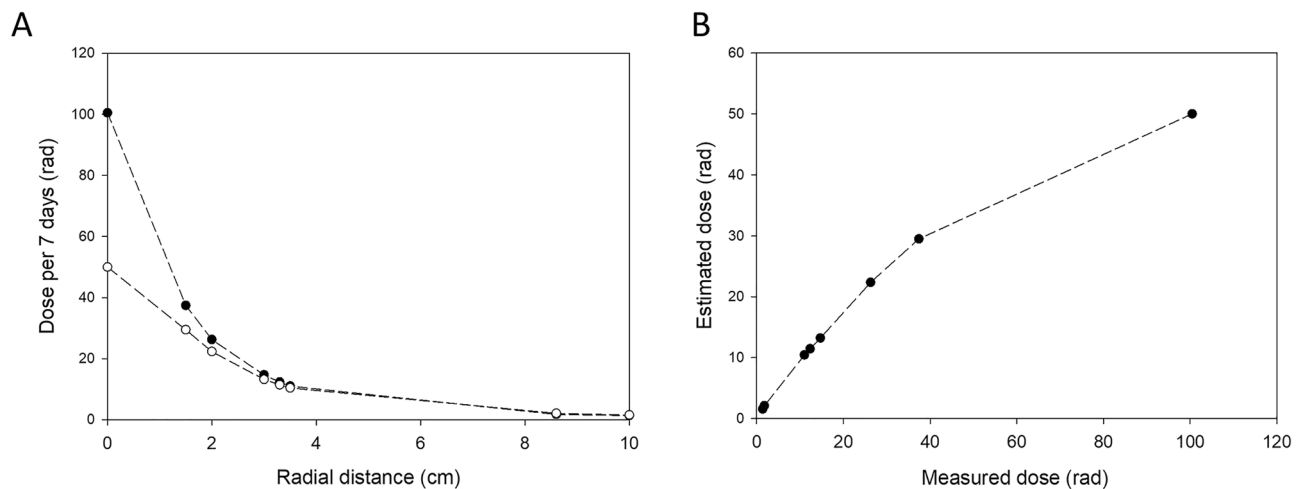 A
120
100
80
60
40
20
0
0 2 4 6 8 10
Dose per 7 days (rad)
Radial distance (cm)
B
60
50
40
30
20
10
0
0 20 40 60 80 100 120
Estimated dose (rad)
Measured dose (rad)